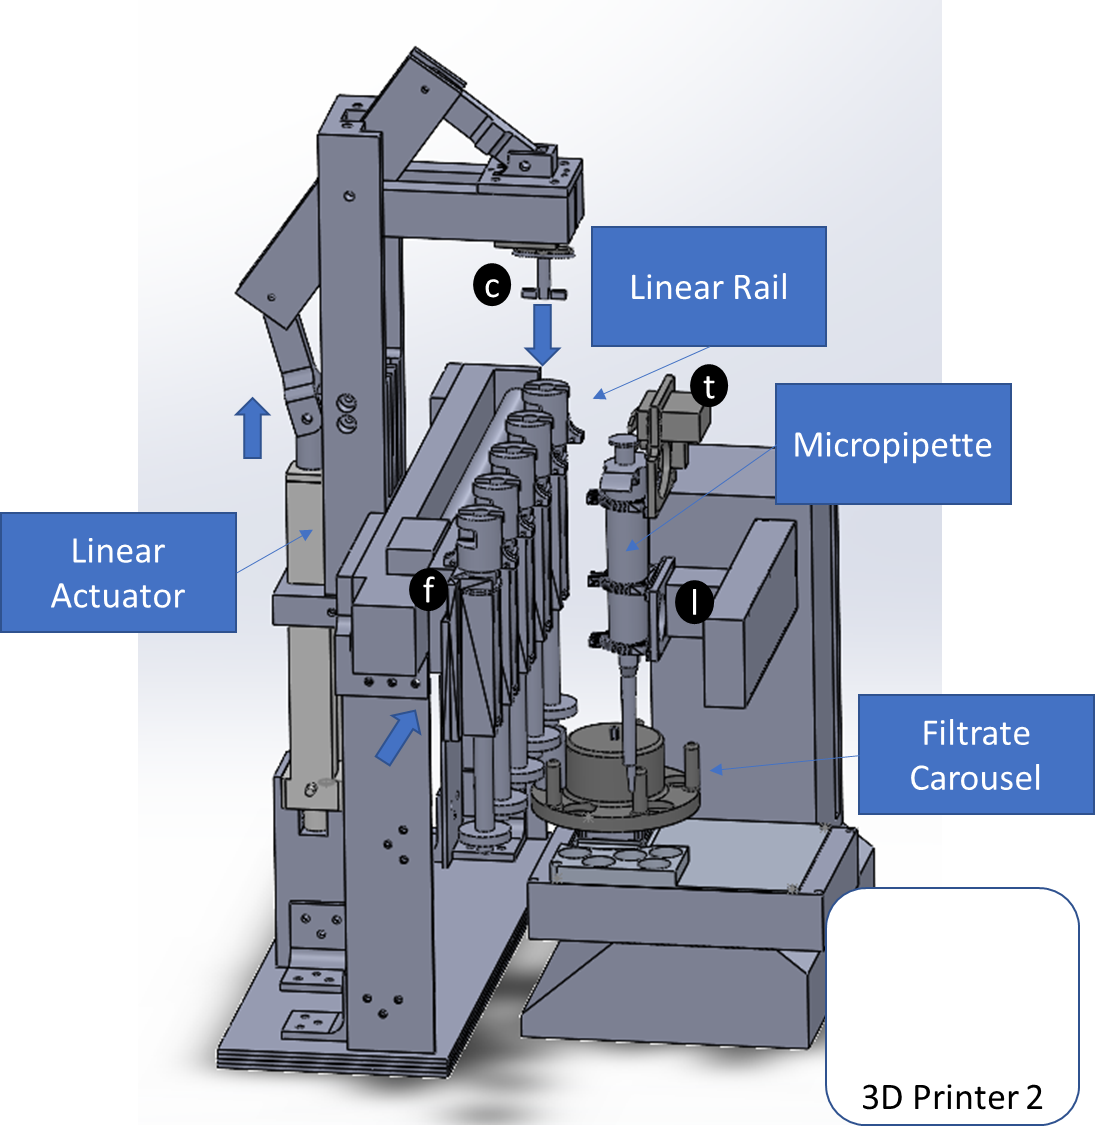 c
Linear Rail
t
Micropipette
Linear
Actuator
f
l
Filtrate
Carousel
3D Printer 2